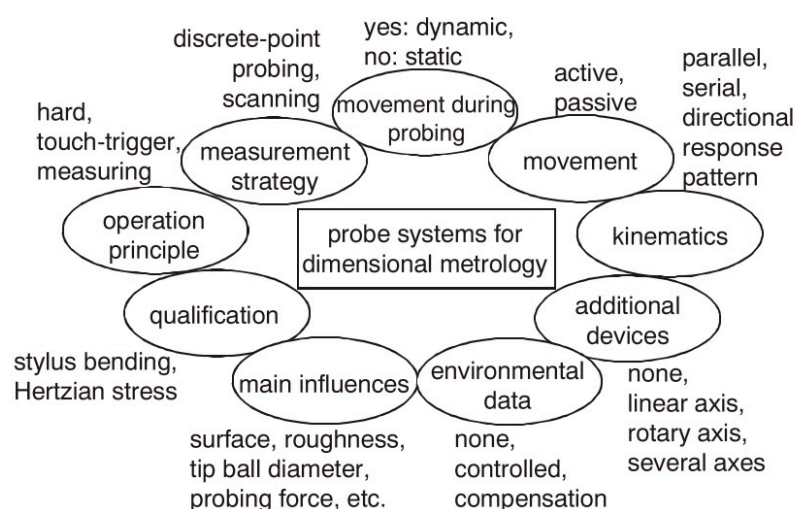 discrete-point
probing,
scanning
yes: dynamic,
no: static
movement during
probing
active,
passive
movement
parallel,
serial,
directional
response
pattern
hard,
touch-trigger,
measuring
measurement
strategy
operation
principle
probe systems for
dimensional metrology
kinematics
qualification
additional
devices
stylus bending,
Hertzian stress
main influences
environmental
data
none,
linear axis,
rotary axis,
several axes
surface, roughness,
tip ball diameter,
probing force, etc.
none,
controlled,
compensation